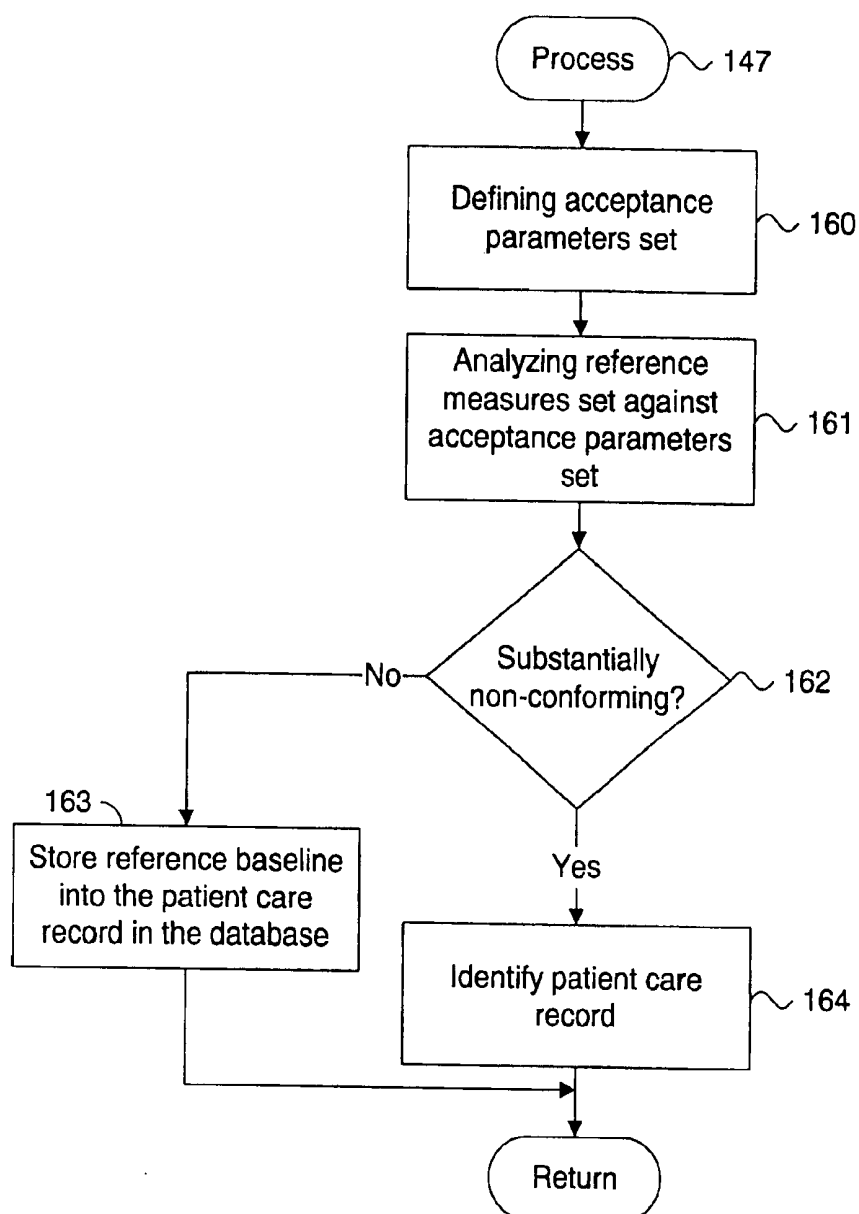 Process
147
Defining acceptance
parameters set
160
Analyzing reference
measures set against
acceptance parameters
set
161
Substantially
non-conforming?
162
No
163
Store reference baseline
into the patient care
record in the database
Yes
Identify patient care
record
164
Return